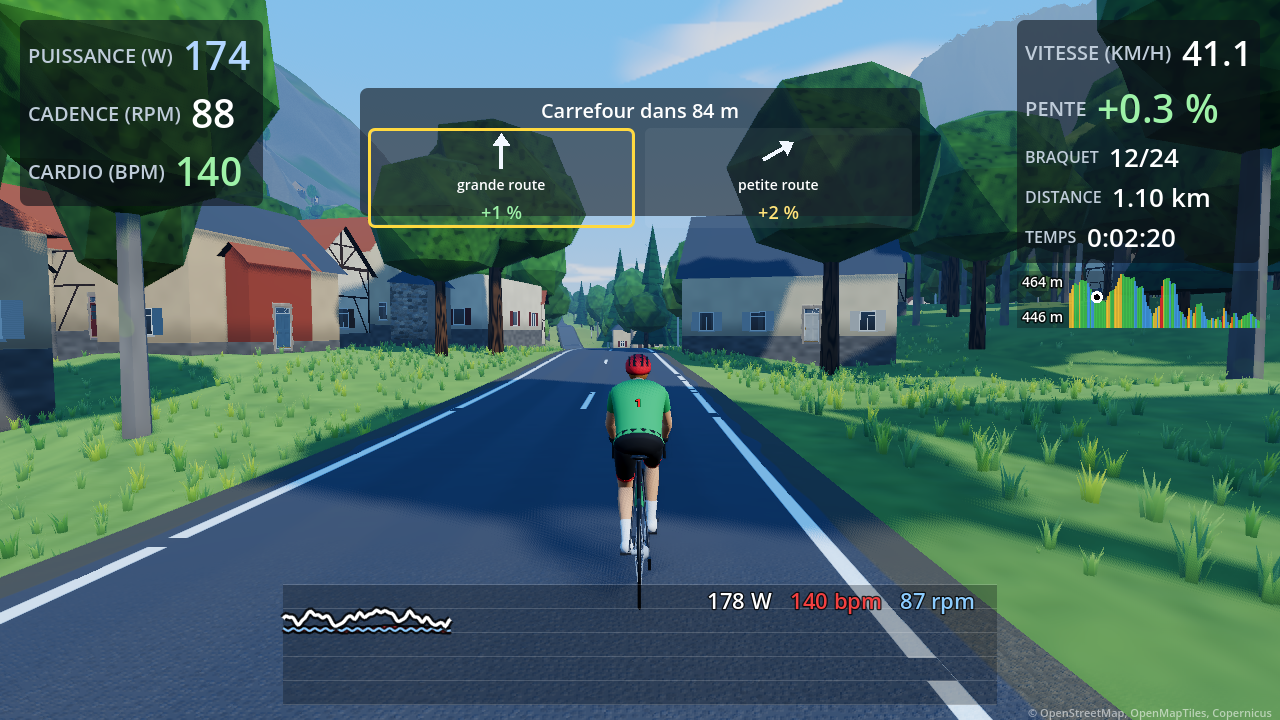 PUISSANCE (W) 174
CADENCE (RPM) 88
CARDIO (BPM) 140
Carrefour dans 84 m
grande route
+1 %
petite route
+2 %
VITESSE (KM/H) 41.1
PENTE +0.3 %
BRAQUET 12/24
DISTANCE 1.10 km
TEMPS 0:02:20
464 m
446 m
1
178 W 140 bpm 87 rpm
© OpenStreetMap, OpenMapTiles, Copernicus